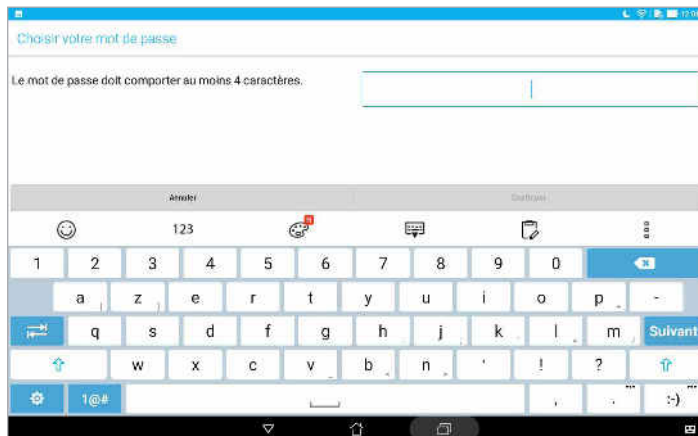 Choisir votre mot de passe
Le mot de passe doit comporter au moins 4 caractères.
Annuler
Continuer
123
1 2 3 4 5 6 7 8 9 0
a z e r t y u i o p -
q s d f g h j k l m Suivant
w x c v b n ' ! ?
1@# , . :-)